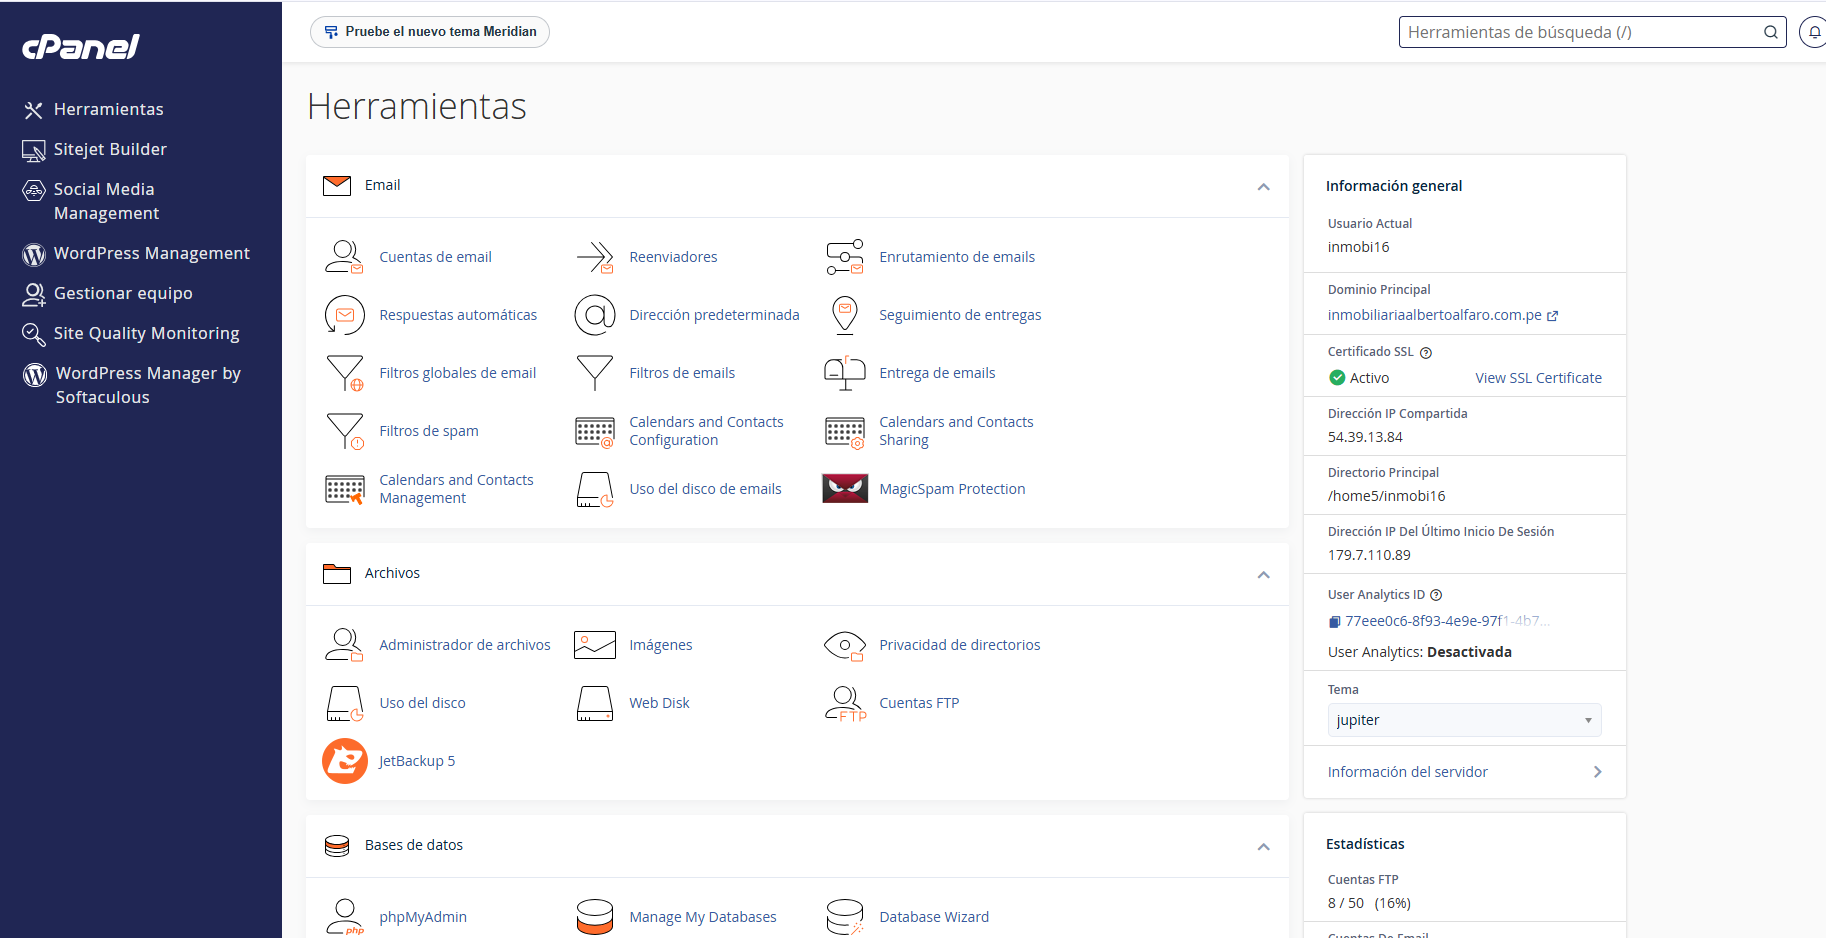 cPanel
Herramientas
Sitejet Builder
Social Media
Management
WordPress Management
Gestionar equipo
Site Quality Monitoring
WordPress Manager by
Softaculous
Pruebe el nuevo tema Meridian
Herramientas de búsqueda (/)
Herramientas
Email
Cuentas de email
Reenviadores
Enrutamiento de emails
Respuestas automáticas
Dirección predeterminada
Seguimiento de entregas
Filtros globales de email
Filtros de emails
Entrega de emails
Filtros de spam
Calendars and Contacts
Configuration
Calendars and Contacts
Sharing
Calendars and Contacts
Management
Uso del disco de emails
MagicSpam Protection
Archivos
Administrador de archivos
Imágenes
Privacidad de directorios
Uso del disco
Web Disk
FTP
Cuentas FTP
JetBackup 5
Bases de datos
php
phpMyAdmin
Manage My Databases
Database Wizard
Información general
Usuario Actual
inmobi16
Dominio Principal
inmobiliariaalbertoalfaro.com.pe
Certificado SSL
Activo View SSL Certificate
Dirección IP Compartida
54.39.13.84
Directorio Principal
/home5/inmobi16
Dirección IP Del Último Inicio De Sesión
179.7.110.89
User Analytics ID
77eee0c6-8f93-4e9e-97f1-4b7...
User Analytics: Desactivada
Tema
jupiter
Información del servidor
Estadísticas
Cuentas FTP
8 / 50 (16%)
Cuentas De Email